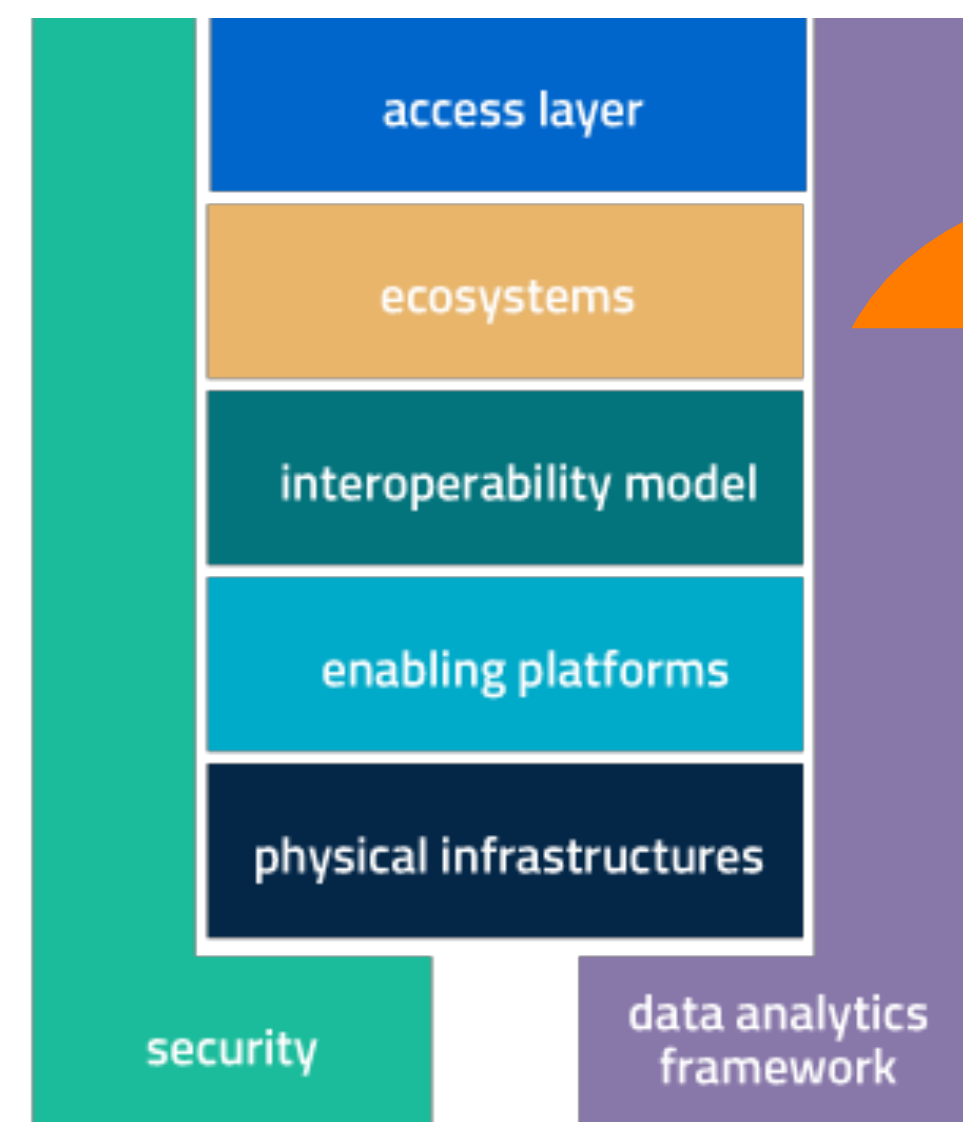 access layer
ecosystems
interoperability model
enabling platforms
physical infrastructures
security
data analytics
framework